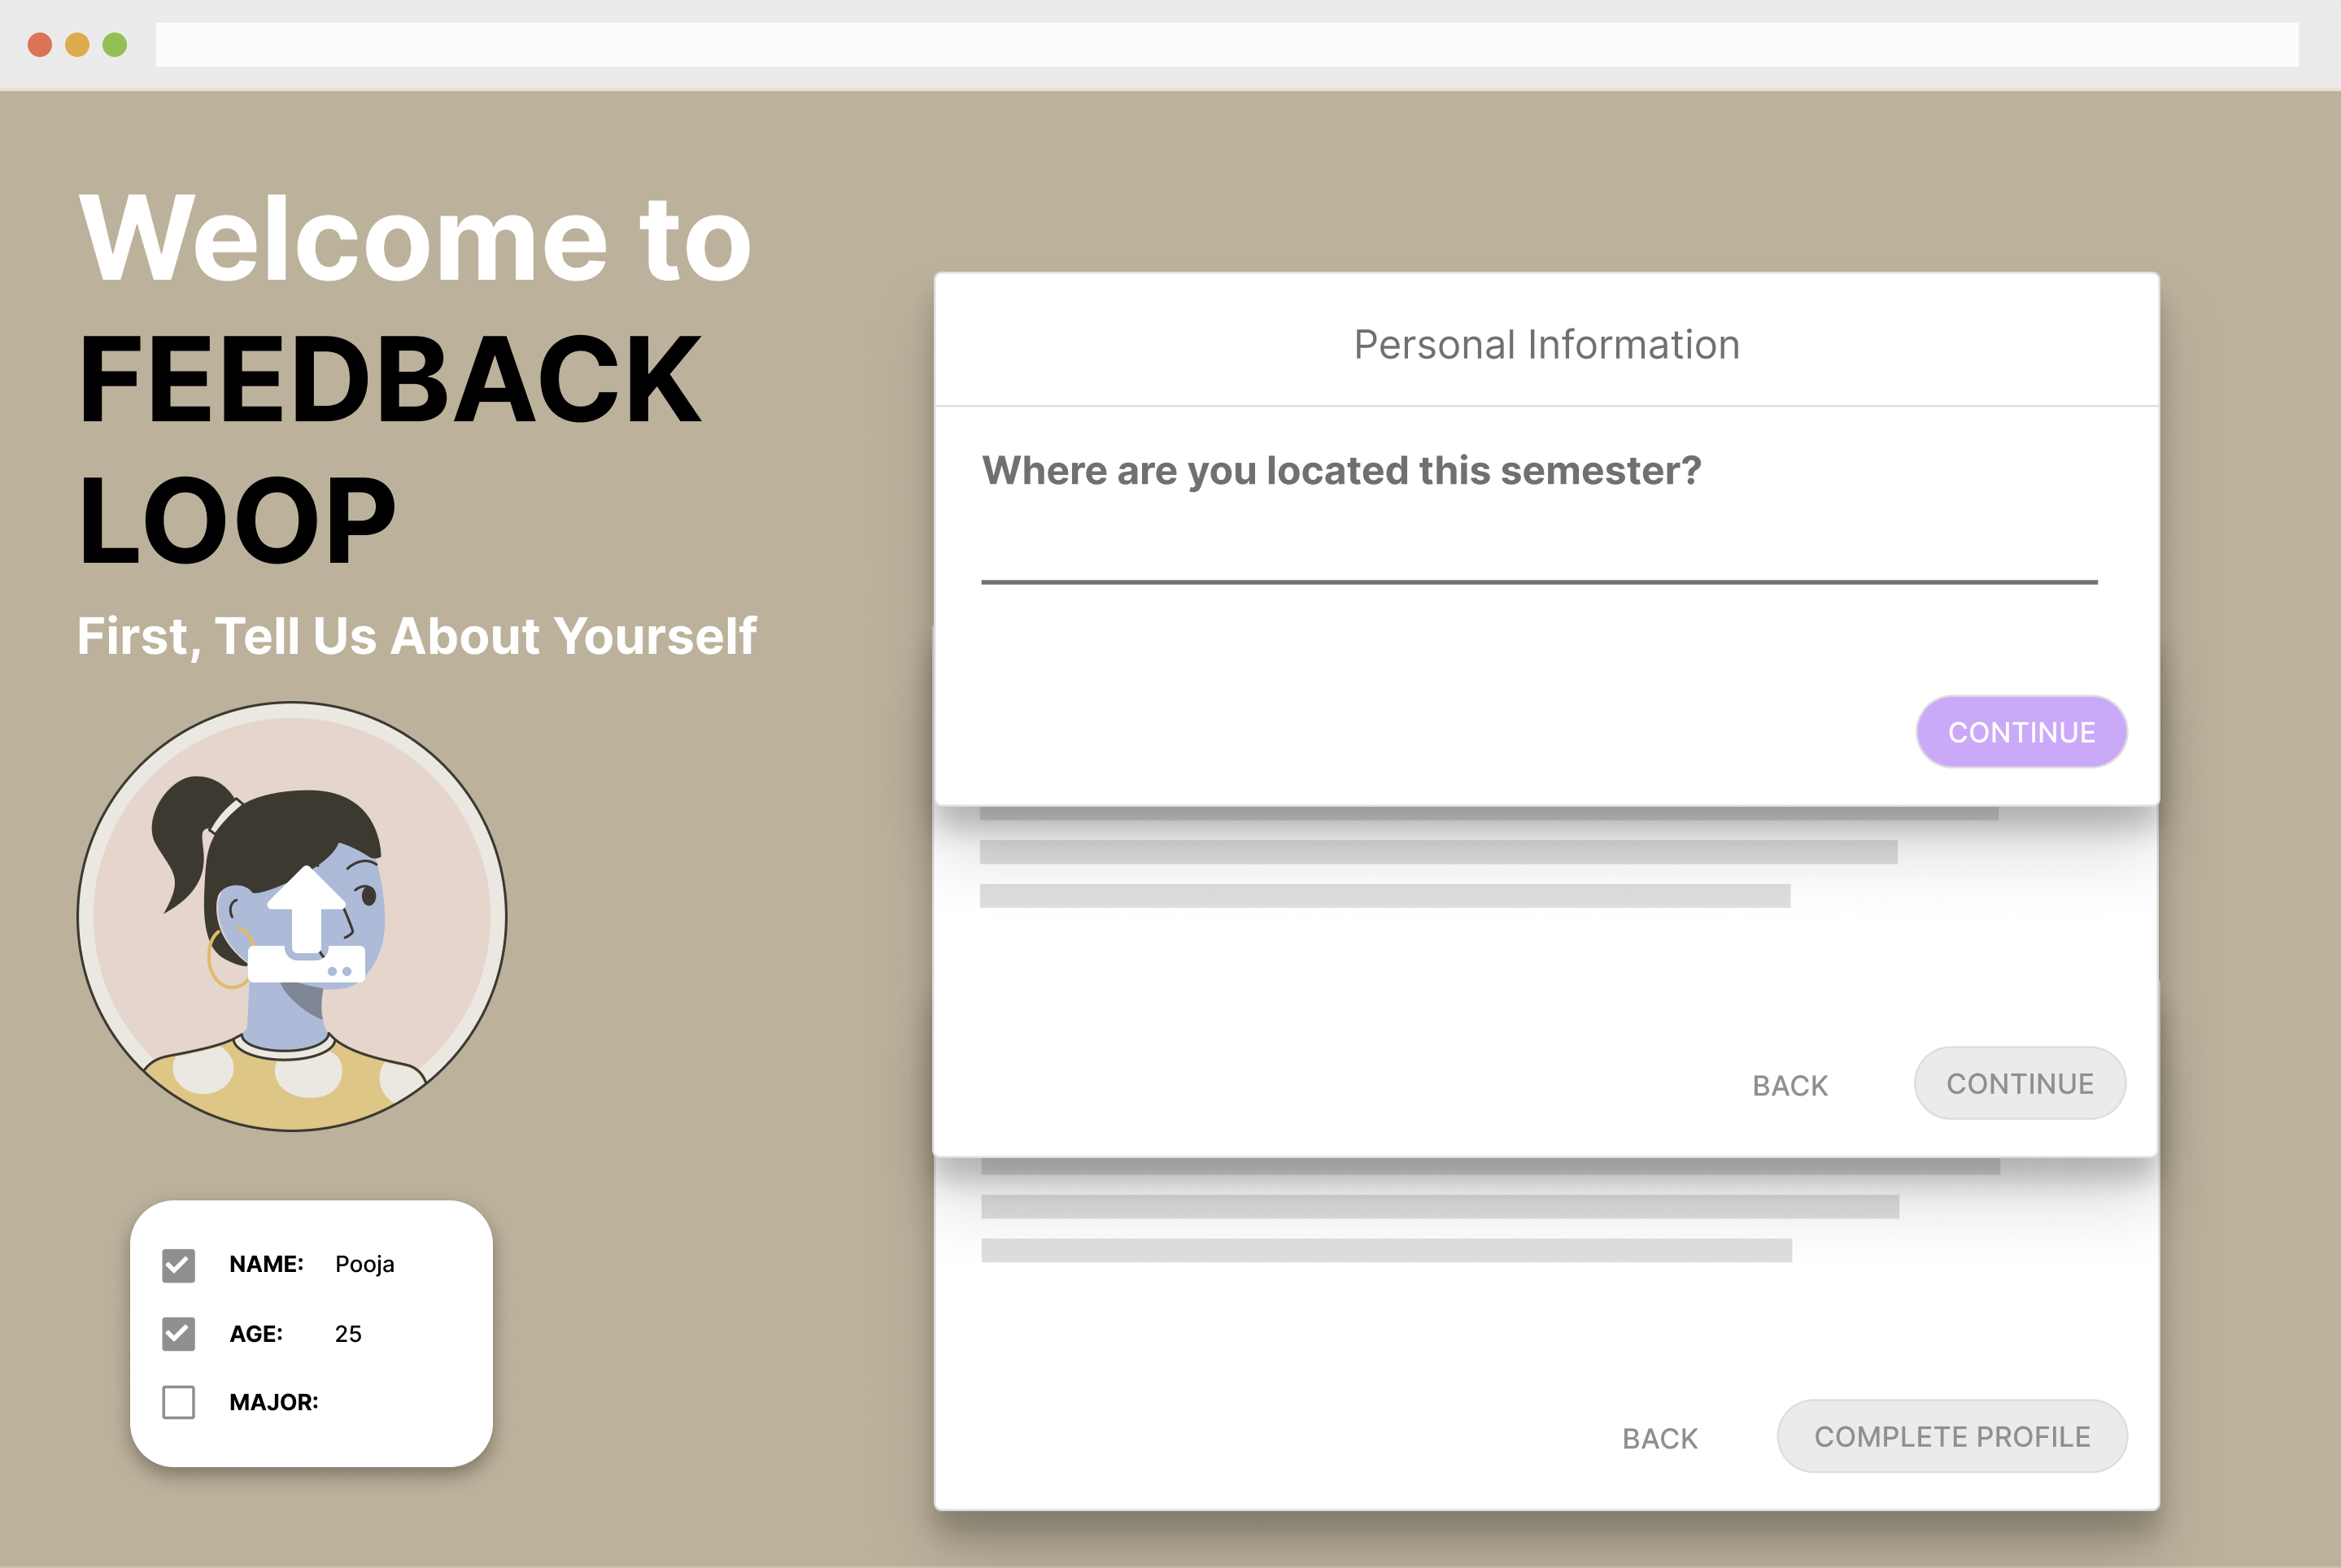 Welcome to
FEEDBACK
LOOP
First, Tell Us About Yourself
NAME: Pooja
AGE: 25
MAJOR:
Personal Information
Where are you located this semester?
CONTINUE
BACK CONTINUE
BACK COMPLETE PROFILE